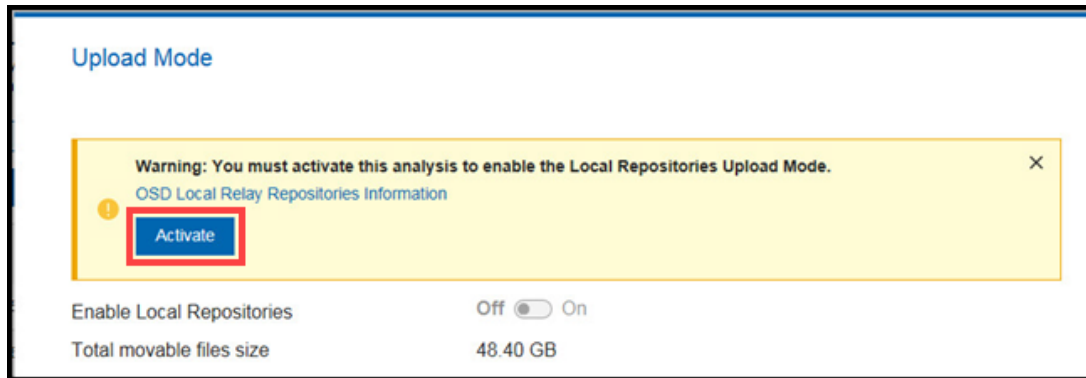 Upload Mode
Warning: You must activate this analysis to enable the Local Repositories Upload Mode.
OSD Local Relay Repositories Information
Activate
Enable Local Repositories Off On
Total movable files size 48.40 GB